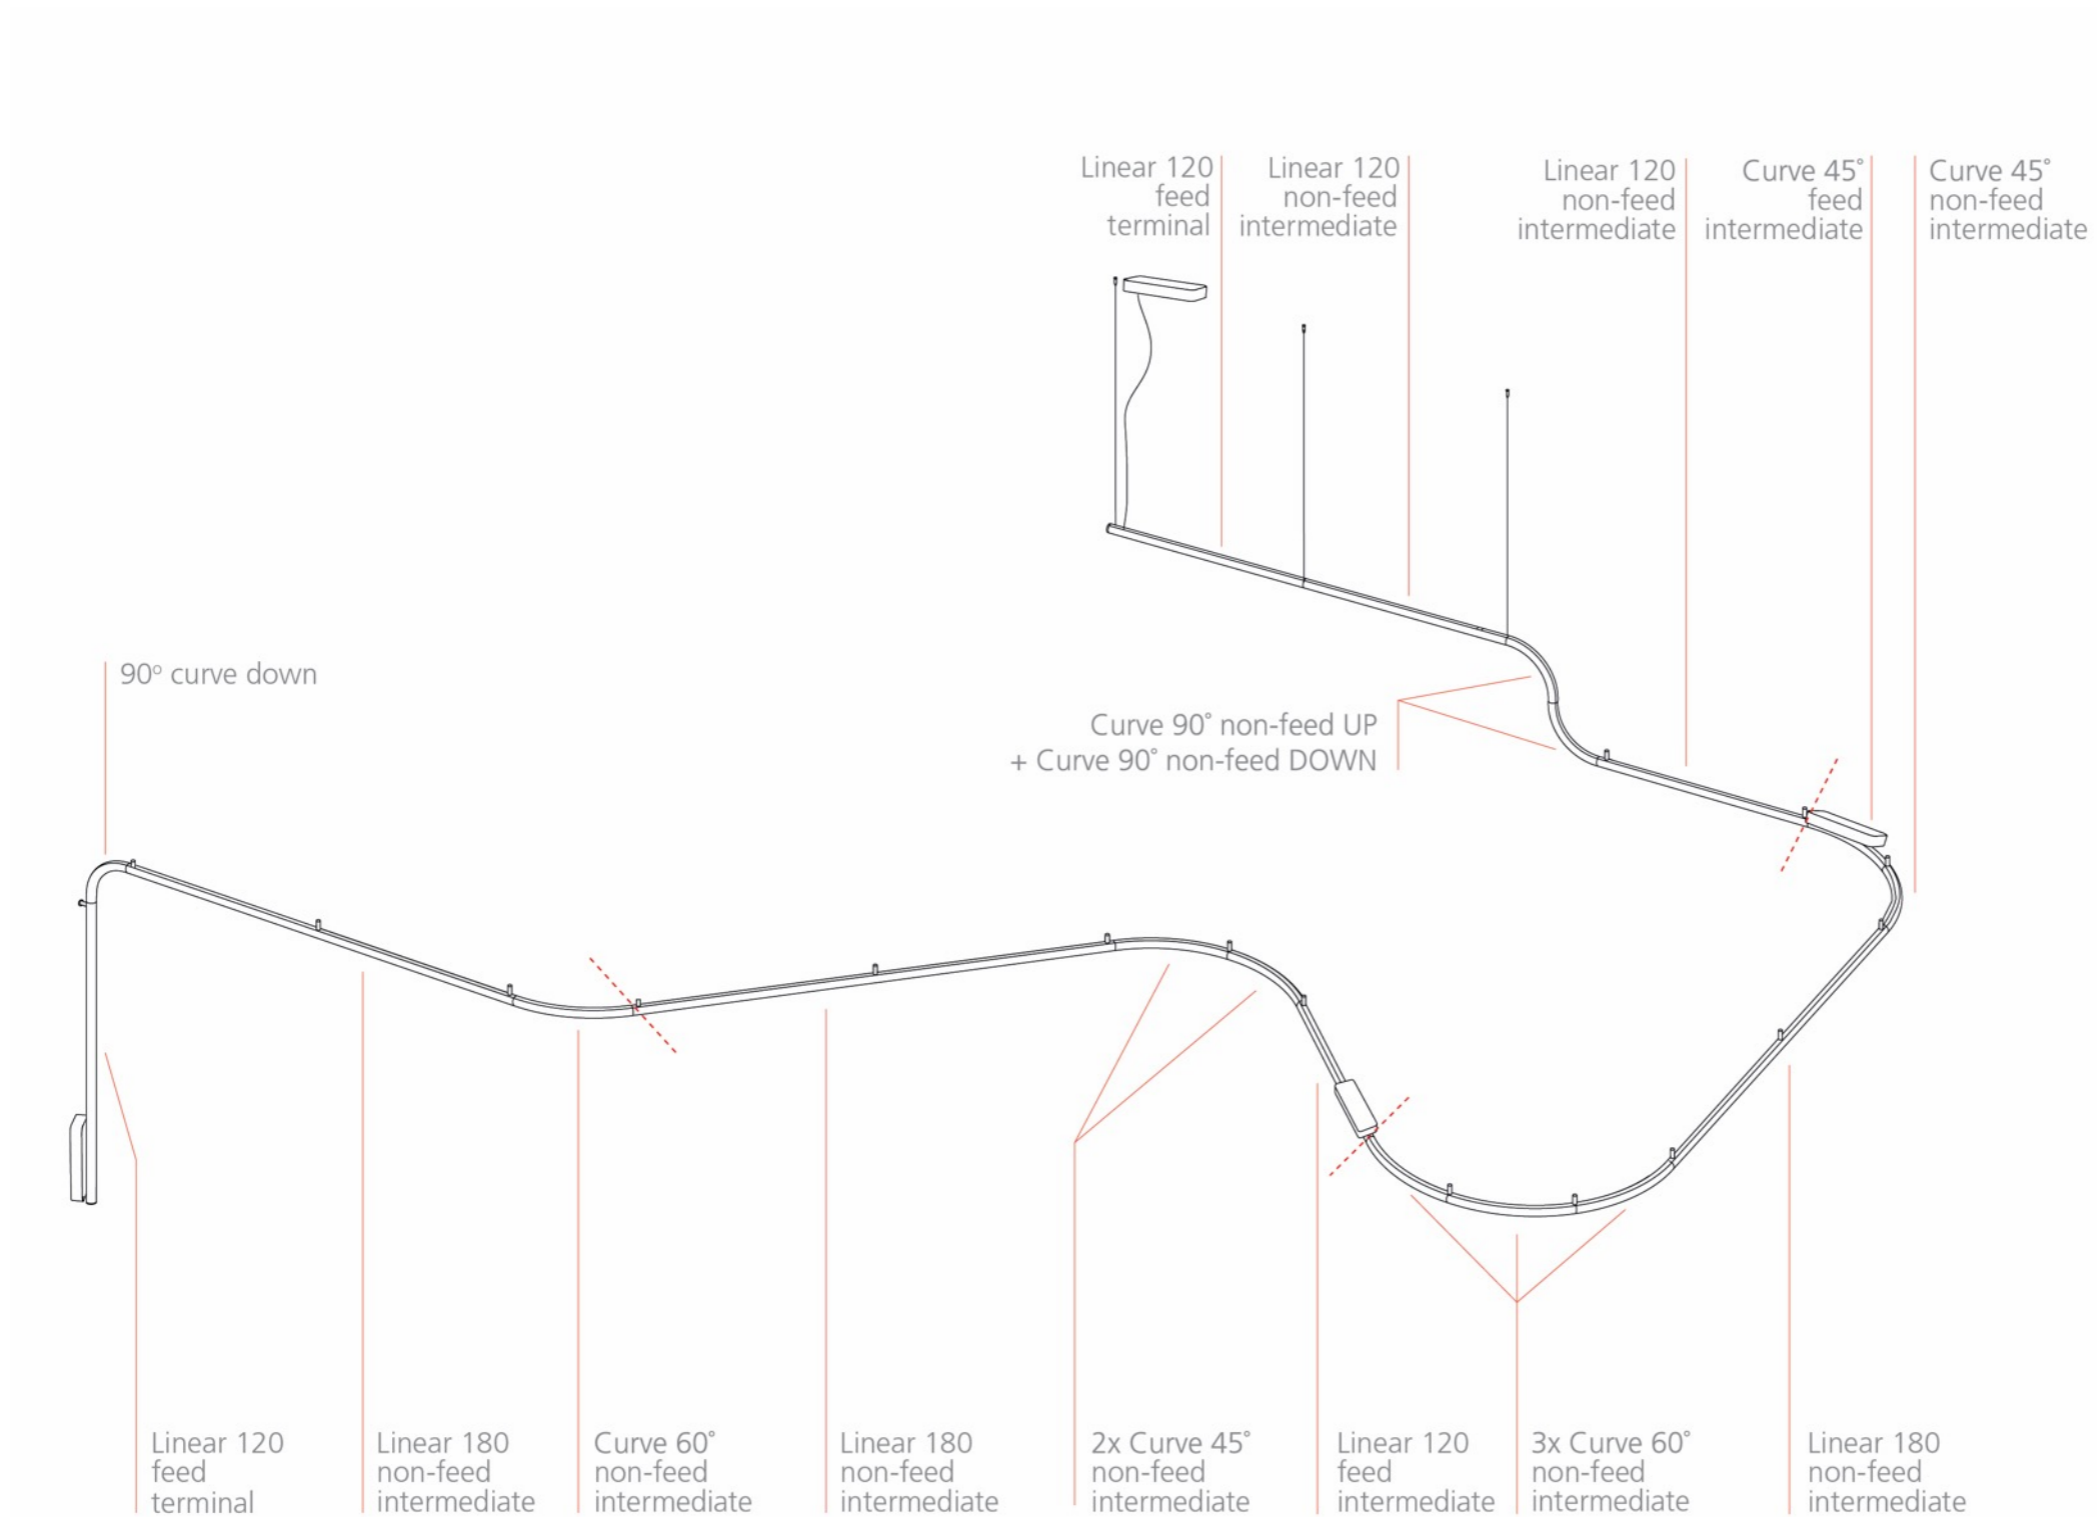 Linear 120
feed
terminal
Linear 120
non-feed
intermediate
Linear 120
non-feed
intermediate
Curve 45°
feed
intermediate
Curve 45°
non-feed
intermediate
90º curve down
Curve 90° non-feed UP
+ Curve 90° non-feed DOWN
Linear 120
feed
terminal
Linear 180
non-feed
intermediate
Curve 60°
non-feed
intermediate
Linear 180
non-feed
intermediate
2x Curve 45°
non-feed
intermediate
Linear 120
feed
intermediate
3x Curve 60°
non-feed
intermediate
Linear 180
non-feed
intermediate